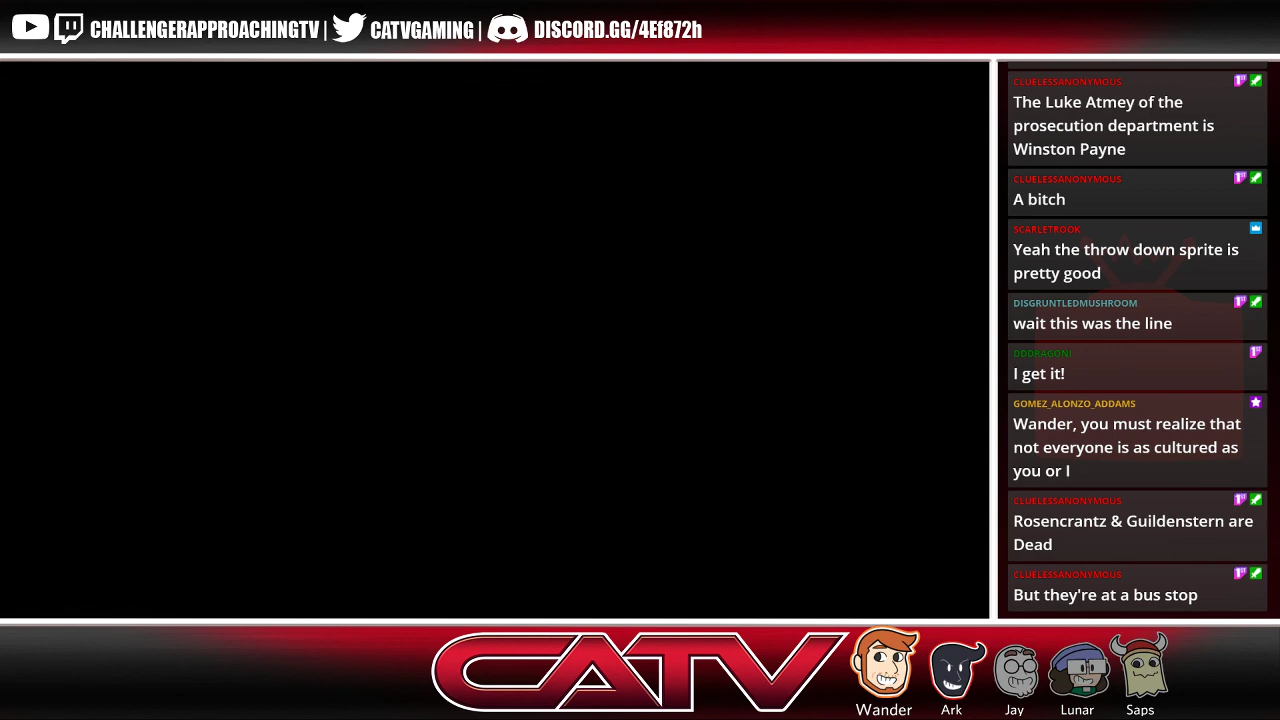 CHALLENGERAPPROACHINGTV | CATVGAMING | DISCORD.GG/4Ef872h
CLUELESSANONYMOUS
The Luke Atmey of the
prosecution department is
Winston Payne
CLUELESSANONYMOUS
A bitch
SCARLETROOK
Yeah the throw down sprite is
pretty good
DISGRUNTLEDMUSHROOM
wait this was the line
DDDRAGONI
I get it!
GOMEZ_ALONZO_ADDAMS
Wander, you must realize that
not everyone is as cultured as
you or I
CLUELESSANONYMOUS
Rosencrantz & Guildenstern are
Dead
CLUELESSANONYMOUS
But they're at a bus stop
CATV
Wander Ark Jay Lunar Saps